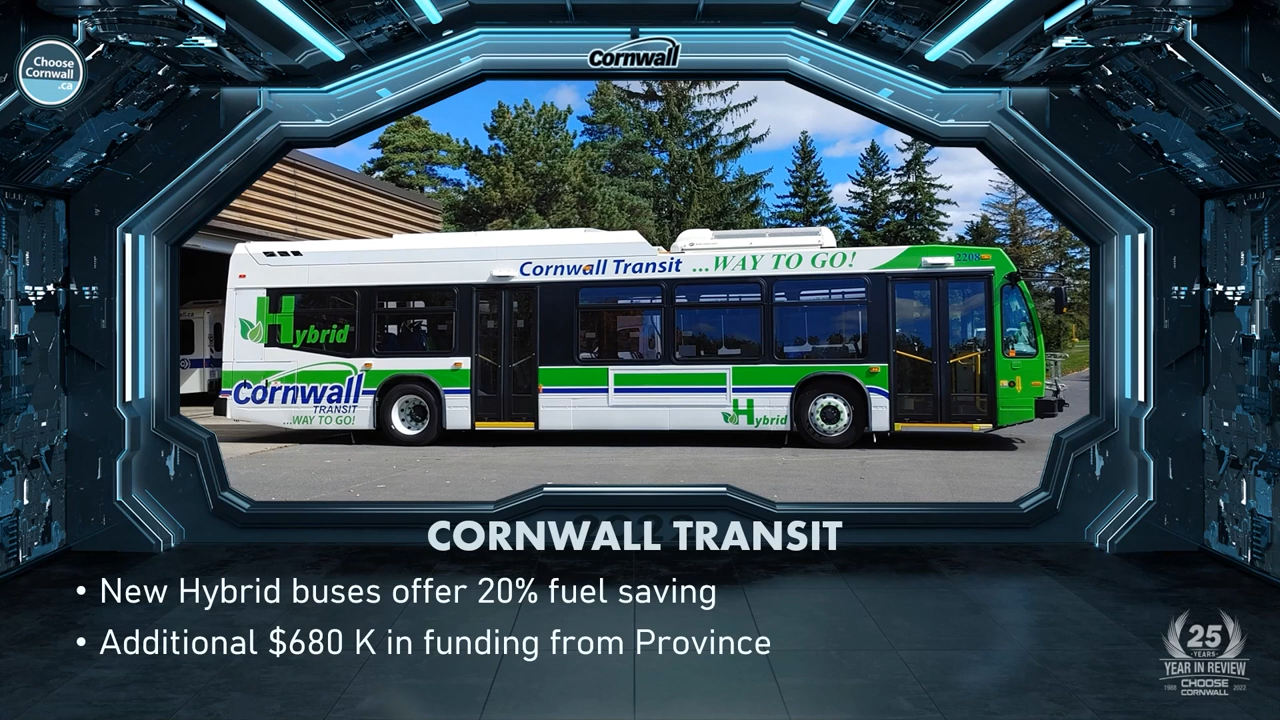 Choose
Cornwall
.ca
Cornwall
Cornwall Transit ...WAY TO GO!
2208
Hybrid
Cornwall
TRANSIT
...WAY TO GO!
Hybrid
CORNWALL TRANSIT
• New Hybrid buses offer 20% fuel saving
• Additional $680 K in funding from Province
25
YEARS
YEAR IN REVIEW
1988 CHOOSE 2022
CORNWALL